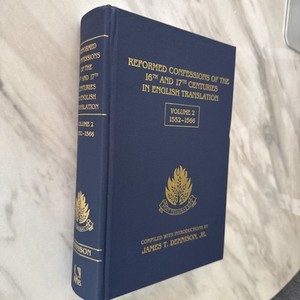 REFORMED CONFESSIONS OF THE
16TH AND 17TH CENTURIES
IN ENGLISH TRANSLATION
VOLUME 2
1552–1566
COMPILED WITH INTRODUCTIONS BY
JAMES T. DENNISON, JR.
REFORMED
CONFESSIONS
OF THE
16TH AND 17TH
CENTURIES
IN ENGLISH
TRANSLATION
VOLUME 2
1552–1566
DENNISON